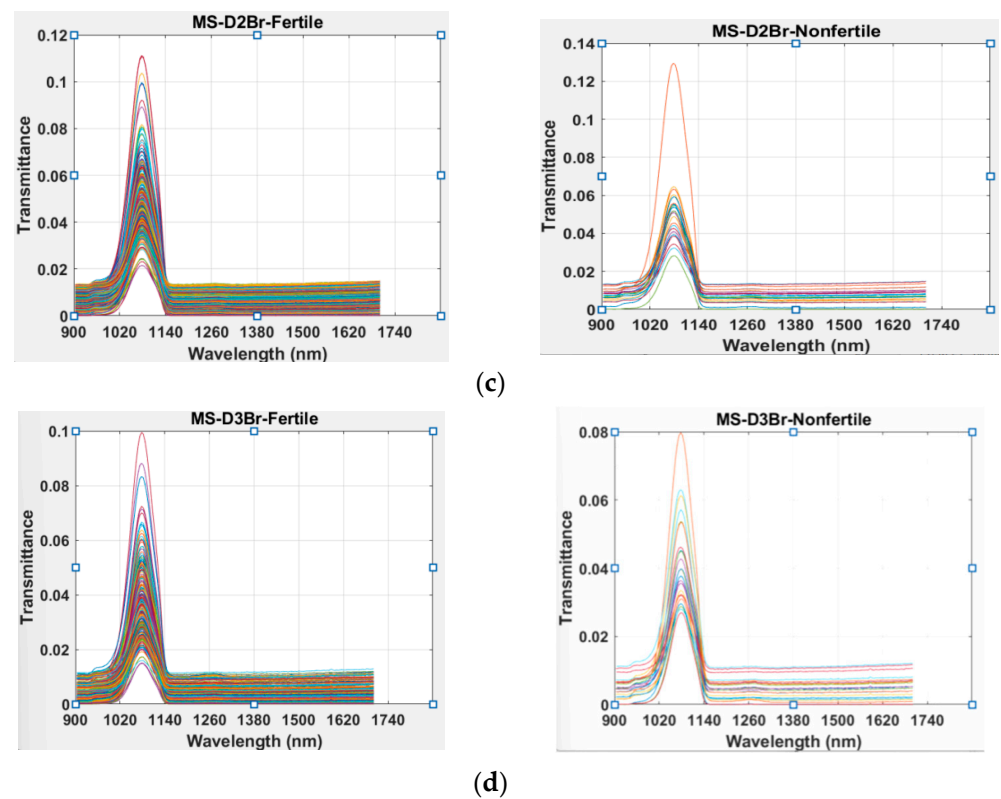 MS-D2Br-Fertile
0.12
0.1
0.08
0.06
0.04
0.02
0
Transmittance
900 1020 1140 1260 1380 1500 1620 1740
Wavelength (nm)
MS-D2Br-Nonfertile
0.14
0.12
0.1
0.08
0.06
0.04
0.02
0
Transmittance
900 1020 1140 1260 1380 1500 1620 1740
Wavelength (nm)
(c)
MS-D3Br-Fertile
0.1
0.08
0.06
0.04
0.02
0
Transmittance
900 1020 1140 1260 1380 1500 1620 1740
Wavelength (nm)
MS-D3Br-Nonfertile
0.08
0.06
0.04
0.02
0
Transmittance
900 1020 1140 1260 1380 1500 1620 1740
Wavelength (nm)
(d)